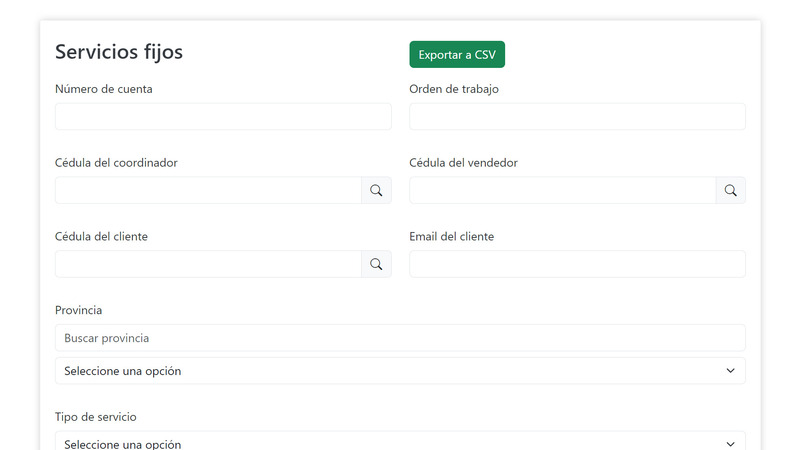 Servicios fijos
Exportar a CSV
Número de cuenta
Orden de trabajo
Cédula del coordinador
Cédula del vendedor
Cédula del cliente
Email del cliente
Provincia
Buscar provincia
Seleccione una opción
Tipo de servicio
Seleccione una opción